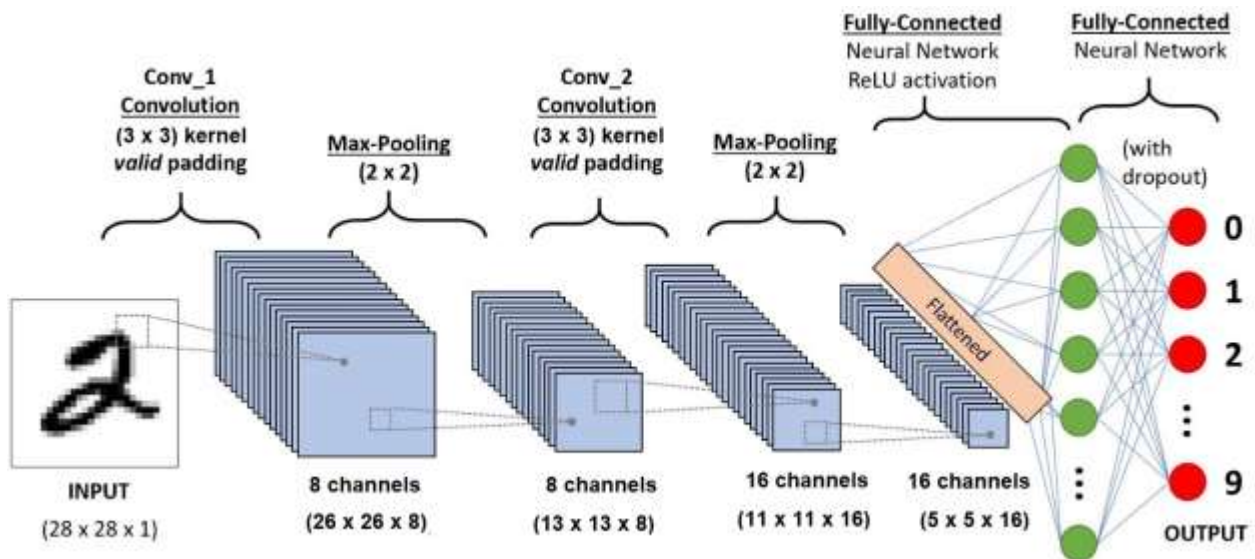 Fully-Connected
Neural Network
ReLU activation
Fully-Connected
Neural Network
Conv_1
Convolution
(3 x 3) kernel
valid padding
Max-Pooling
(2 x 2)
Conv_2
Convolution
(3 x 3) kernel
valid padding
Max-Pooling
(2 x 2)
(with
dropout)
Flattened
2
0
1
2
...
9
...
INPUT
(28 x 28 x 1)
8 channels
(26 x 26 x 8)
8 channels
(13 x 13 x 8)
16 channels
(11 x 11 x 16)
16 channels
(5 x 5 x 16)
OUTPUT